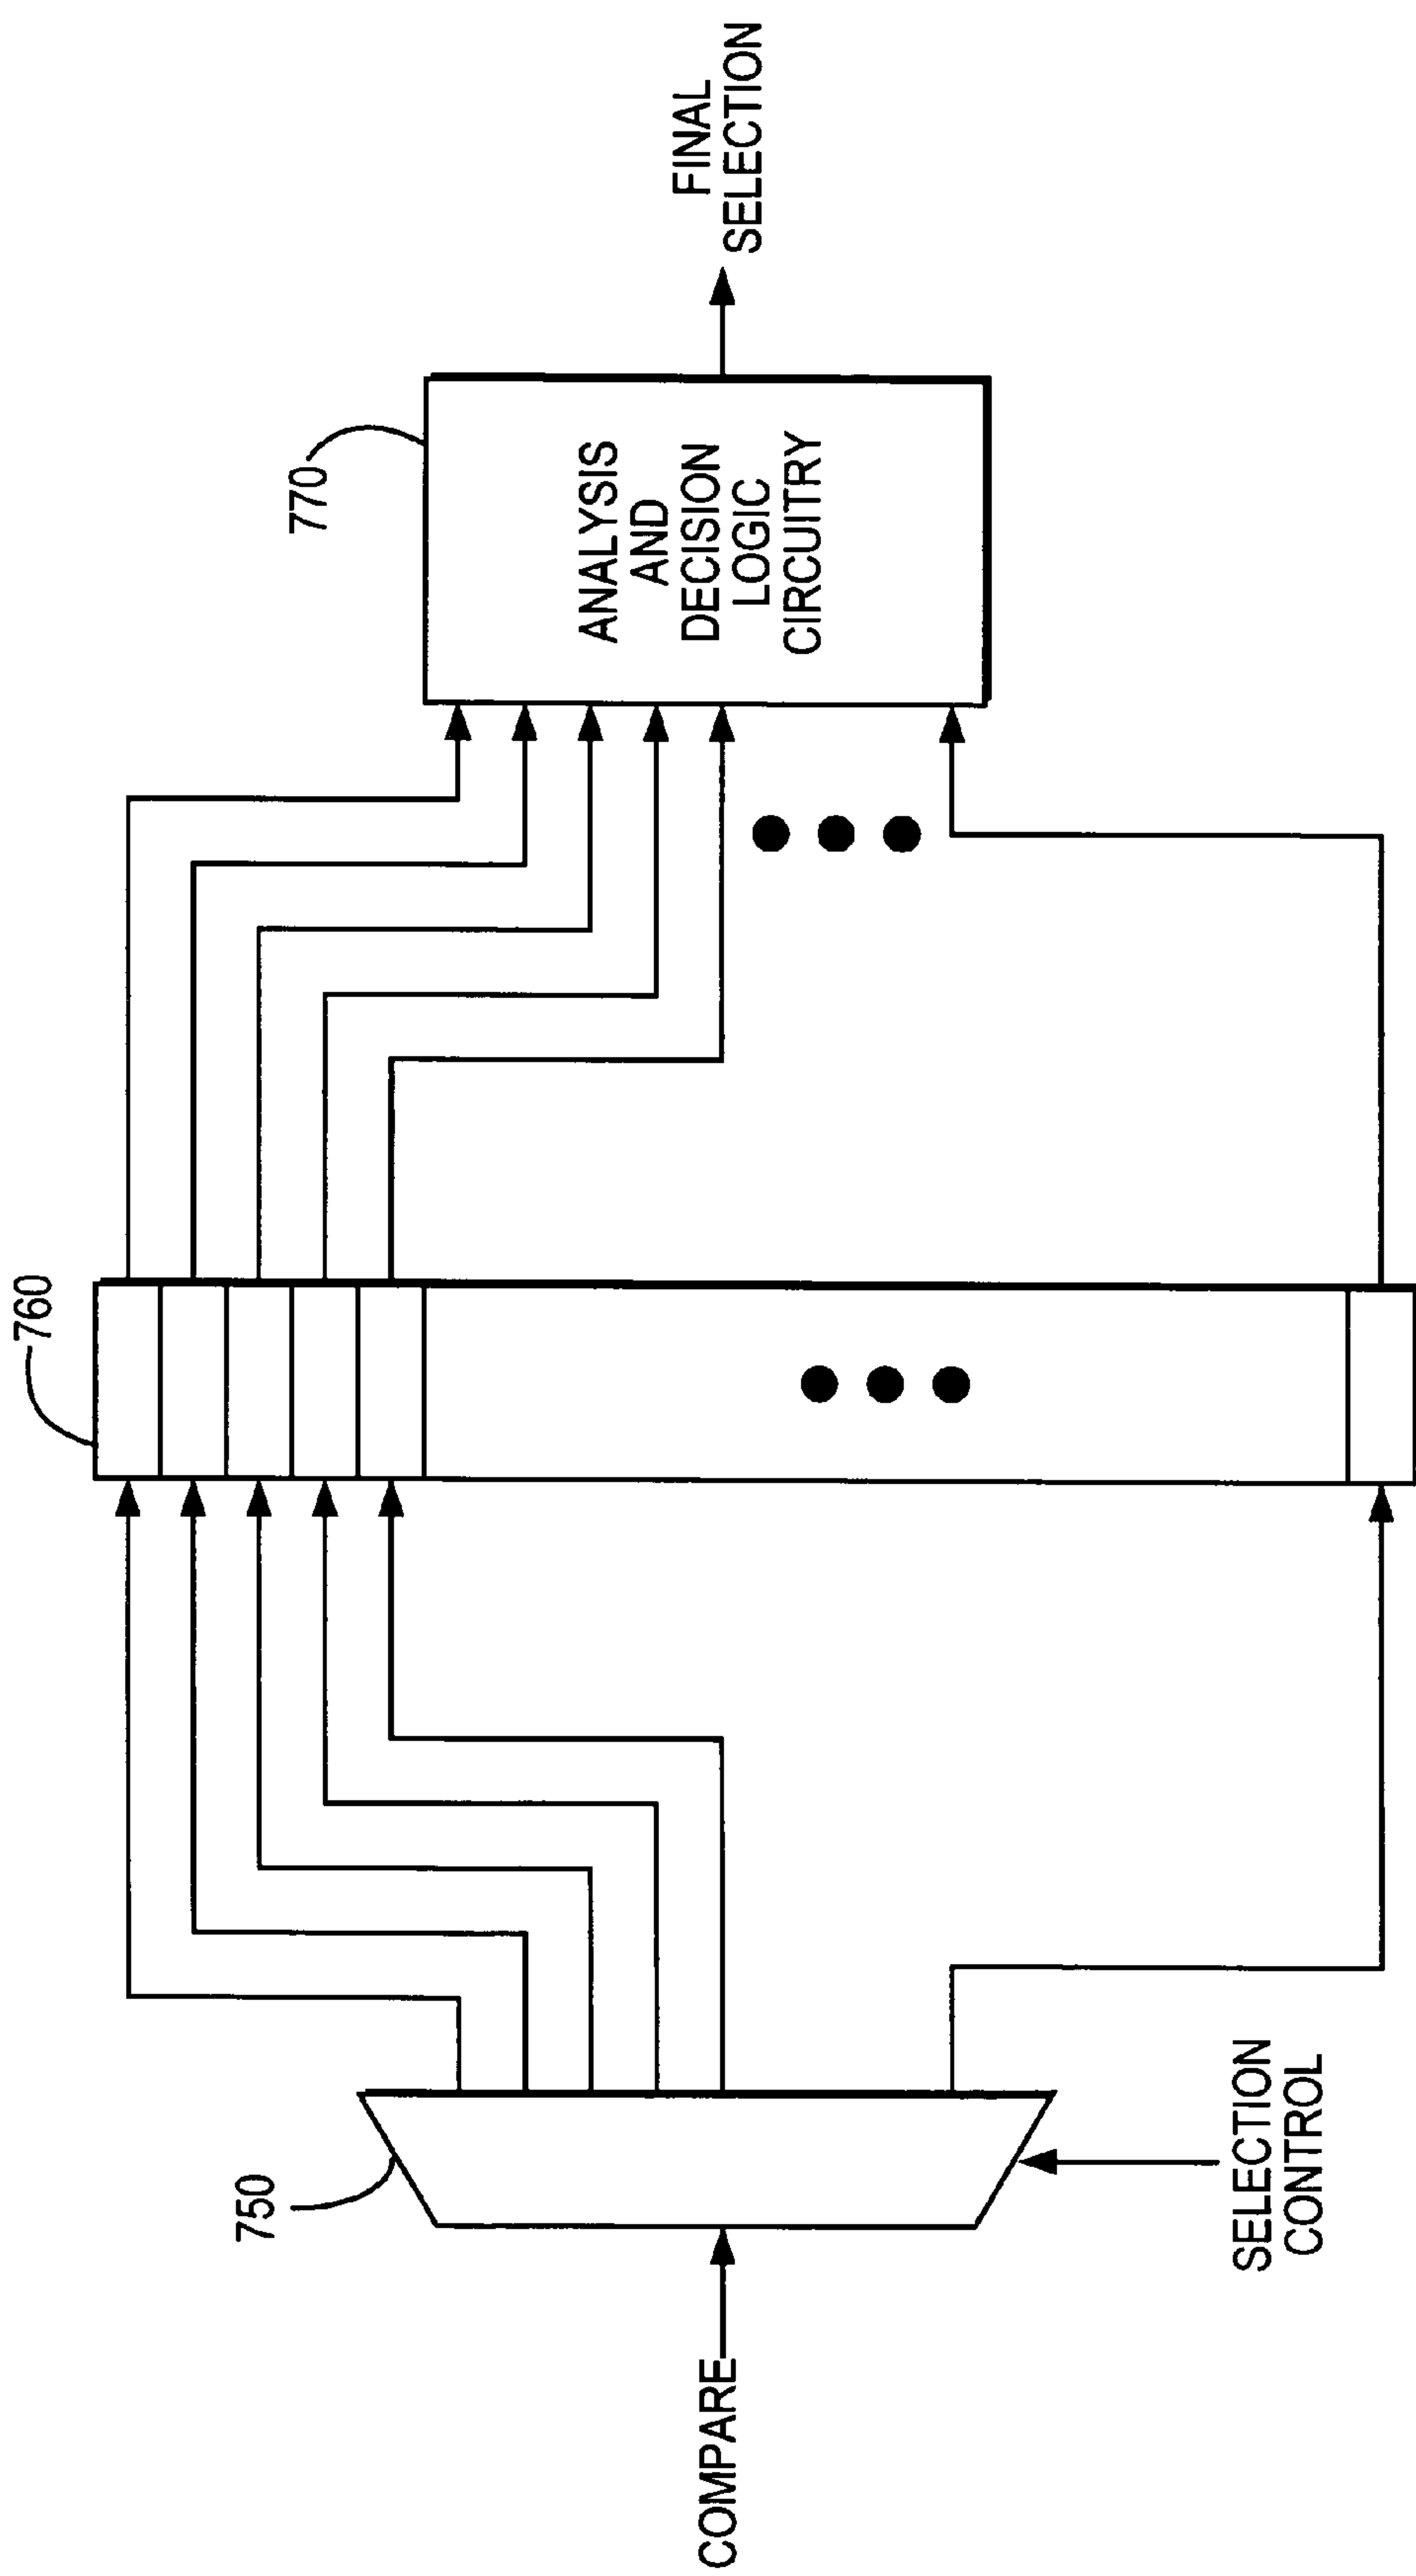 760
770
750
COMPARE
SELECTION
CONTROL
ANALYSIS
AND
DECISION
LOGIC
CIRCUITRY
FINAL
SELECTION